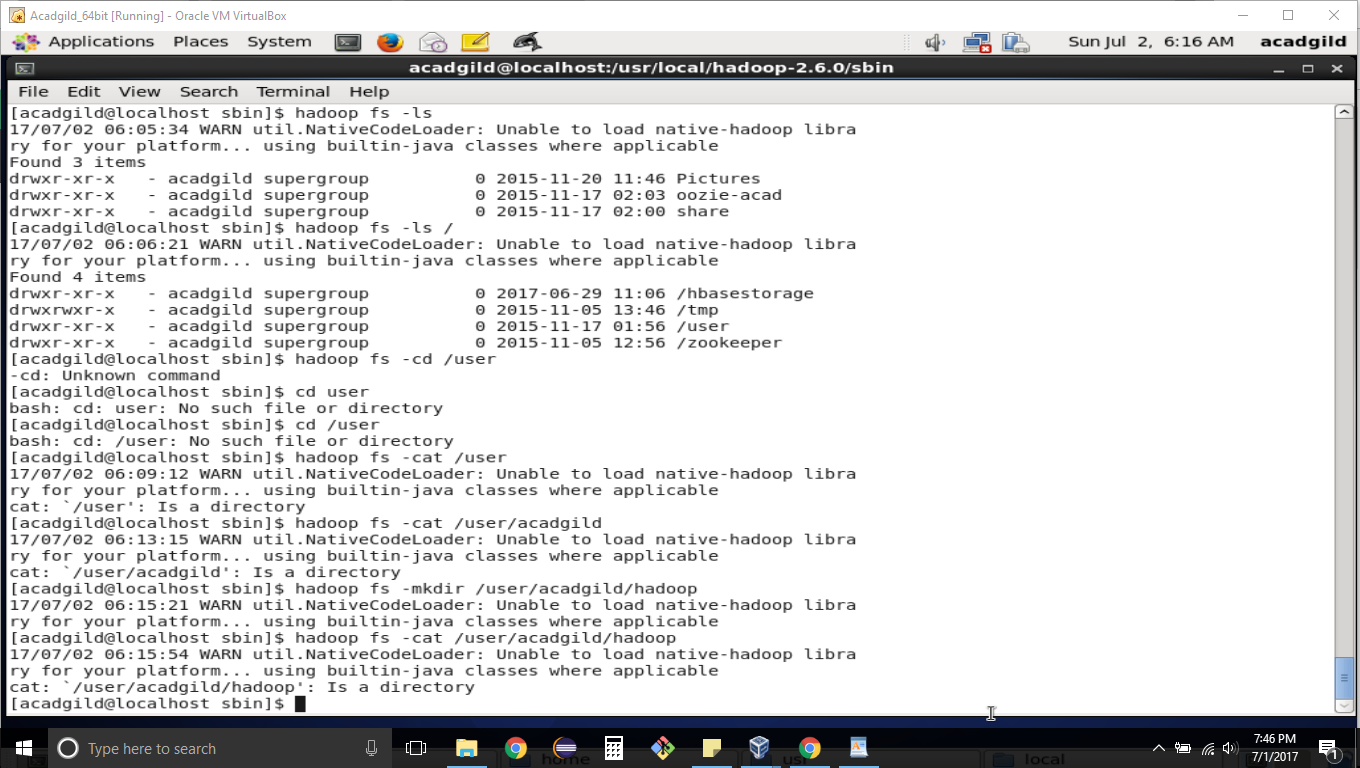 Acadgild_64bit [Running] - Oracle VM VirtualBox
Applications Places System Sun Jul 2, 6:16 AM acadgild
acadgild@localhost:/usr/local/hadoop-2.6.0/sbin
File Edit View Search Terminal Help
[acadgild@localhost sbin]$ hadoop fs -ls
17/07/02 06:05:34 WARN util.NativeCodeLoader: Unable to load native-hadoop libra
ry for your platform... using builtin-java classes where applicable
Found 3 items
drwxr-xr-x   - acadgild supergroup          0 2015-11-20 11:46 Pictures
drwxr-xr-x   - acadgild supergroup          0 2015-11-17 02:03 oozie-acad
drwxr-xr-x   - acadgild supergroup          0 2015-11-17 02:00 share
[acadgild@localhost sbin]$ hadoop fs -ls /
17/07/02 06:06:21 WARN util.NativeCodeLoader: Unable to load native-hadoop libra
ry for your platform... using builtin-java classes where applicable
Found 4 items
drwxr-xr-x   - acadgild supergroup          0 2017-06-29 11:06 /hbasestorage
drwxrwxr-x   - acadgild supergroup          0 2015-11-05 13:46 /tmp
drwxr-xr-x   - acadgild supergroup          0 2015-11-17 01:56 /user
drwxr-xr-x   - acadgild supergroup          0 2015-11-05 12:56 /zookeeper
[acadgild@localhost sbin]$ hadoop fs -cd /user
-cd: Unknown command
[acadgild@localhost sbin]$ cd user
bash: cd: user: No such file or directory
[acadgild@localhost sbin]$ cd /user
bash: cd: /user: No such file or directory
[acadgild@localhost sbin]$ hadoop fs -cat /user
17/07/02 06:09:12 WARN util.NativeCodeLoader: Unable to load native-hadoop libra
ry for your platform... using builtin-java classes where applicable
cat: `/user': Is a directory
[acadgild@localhost sbin]$ hadoop fs -cat /user/acadgild
17/07/02 06:13:15 WARN util.NativeCodeLoader: Unable to load native-hadoop libra
ry for your platform... using builtin-java classes where applicable
cat: `/user/acadgild': Is a directory
[acadgild@localhost sbin]$ hadoop fs -mkdir /user/acadgild/hadoop
17/07/02 06:15:21 WARN util.NativeCodeLoader: Unable to load native-hadoop libra
ry for your platform... using builtin-java classes where applicable
[acadgild@localhost sbin]$ hadoop fs -cat /user/acadgild/hadoop
17/07/02 06:15:54 WARN util.NativeCodeLoader: Unable to load native-hadoop libra
ry for your platform... using builtin-java classes where applicable
cat: `/user/acadgild/hadoop': Is a directory
[acadgild@localhost sbin]$
Type here to search
7:46 PM
7/1/2017
1
home
local